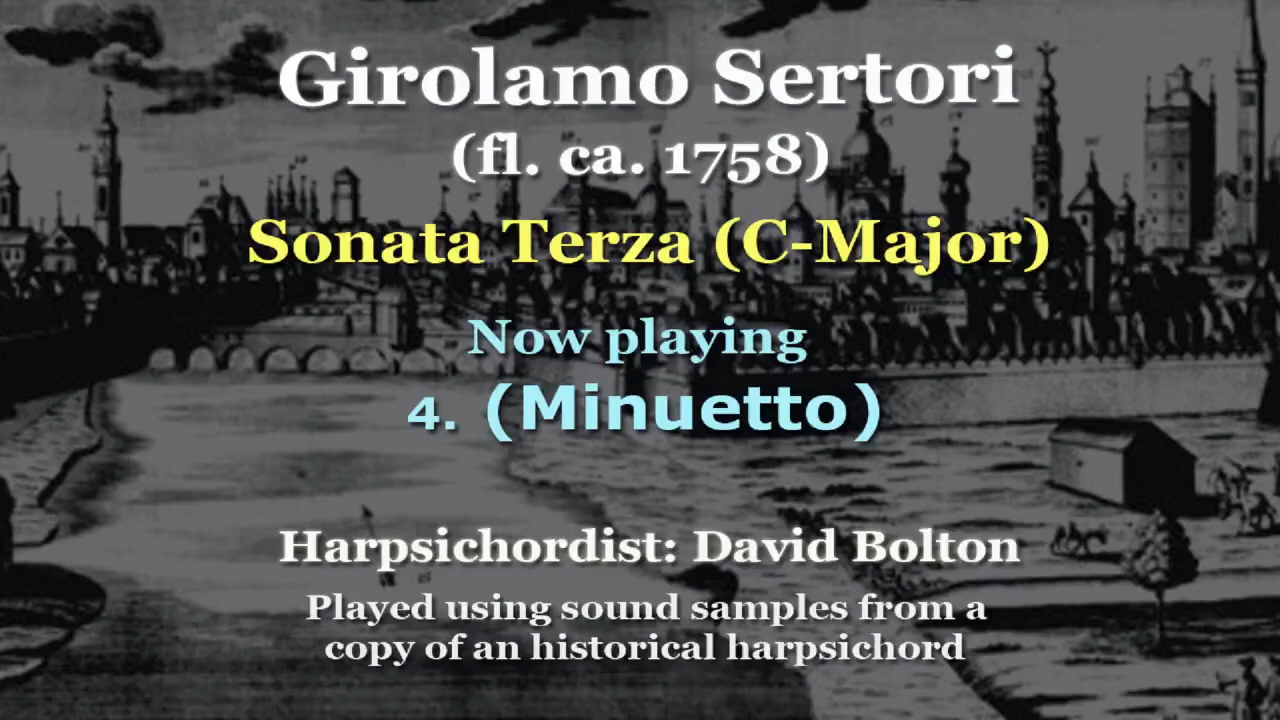 Girolamo Sertori
(fl. ca. 1758)
Sonata Terza (C-Major)
Now playing
4. (Minuetto)
Harpsichordist: David Bolton
Played using sound samples from a
copy of an historical harpsichord